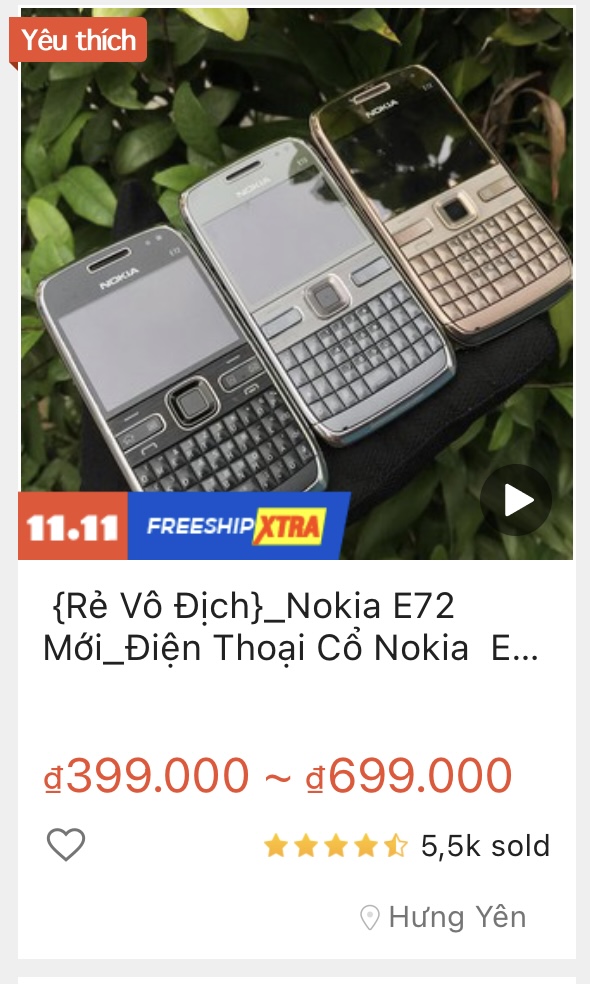 Yêu thích
NOKIA
E72
NOKIA
E72
NOKIA
E72
11.11 FREESHIP XTRA
{Rẻ Vô Địch}_Nokia E72
Mới_Điện Thoại Cổ Nokia E...
₫399.000 ~ ₫699.000
5,5k sold
Hưng Yên